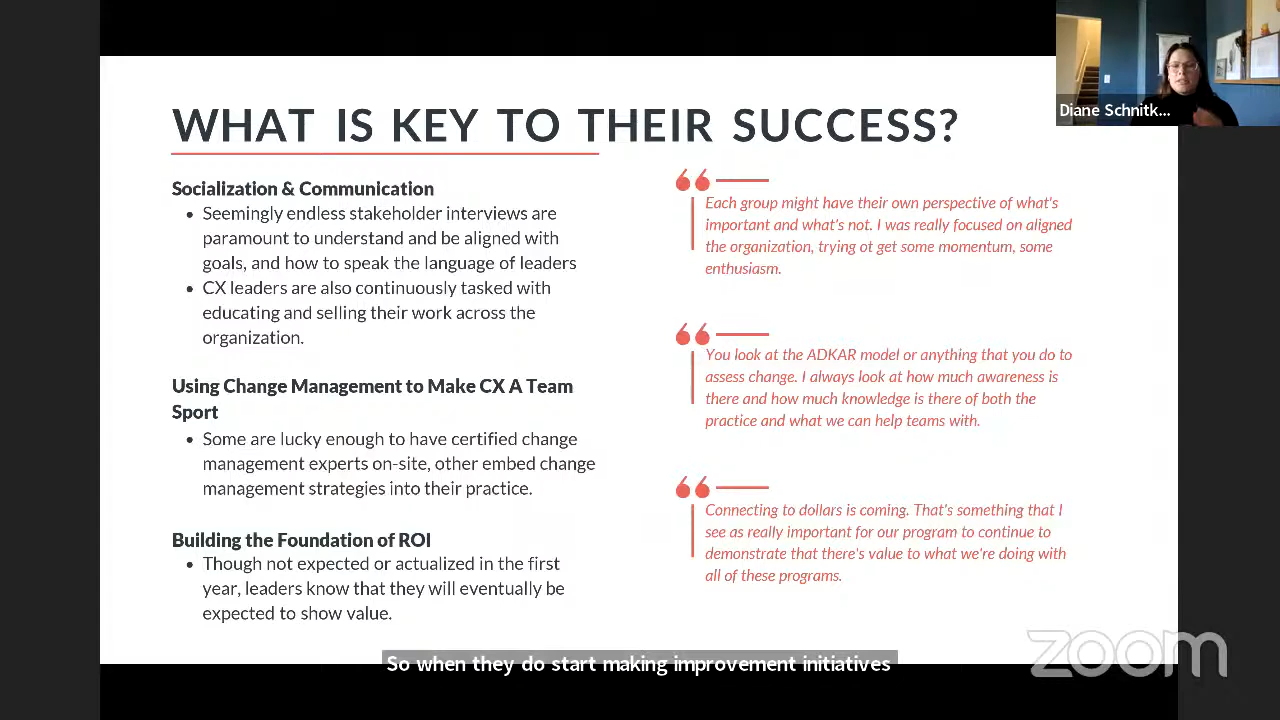 WHAT IS KEY TO THEIR SUCCESS?
Diane Schnitk...
Socialization & Communication
• Seemingly endless stakeholder interviews are
paramount to understand and be aligned with
goals, and how to speak the language of leaders
• CX leaders are also continuously tasked with
educating and selling their work across the
organization.
Using Change Management to Make CX A Team
Sport
• Some are lucky enough to have certified change
management experts on-site, other embed change
management strategies into their practice.
Building the Foundation of ROI
• Though not expected or actualized in the first
year, leaders know that they will eventually be
expected to show value.
❝
Each group might have their own perspective of what's
important and what's not. I was really focused on aligned
the organization, trying ot get some momentum, some
enthusiasm.
❝
You look at the ADKAR model or anything that you do to
assess change. I always look at how much awareness is
there and how much knowledge is there of both the
practice and what we can help teams with.
❝
Connecting to dollars is coming. That's something that I
see as really important for our program to continue to
demonstrate that there's value to what we're doing with
all of these programs.
So when they do start making improvement initiatives
zoom